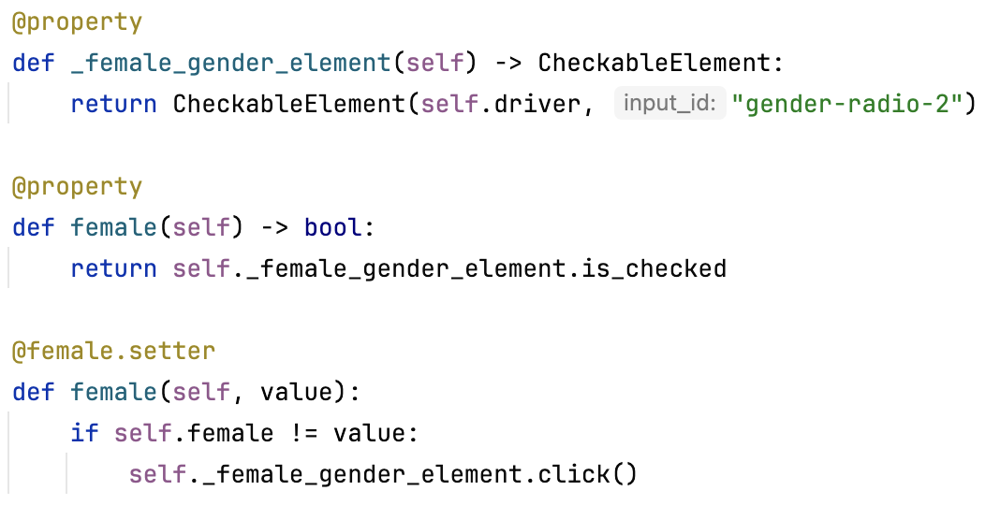 @property
def _female_gender_element(self) -> CheckableElement:
    return CheckableElement(self.driver, input_id: "gender-radio-2")

@property
def female(self) -> bool:
    return self._female_gender_element.is_checked

@female.setter
def female(self, value):
    if self.female != value:
        self._female_gender_element.click()